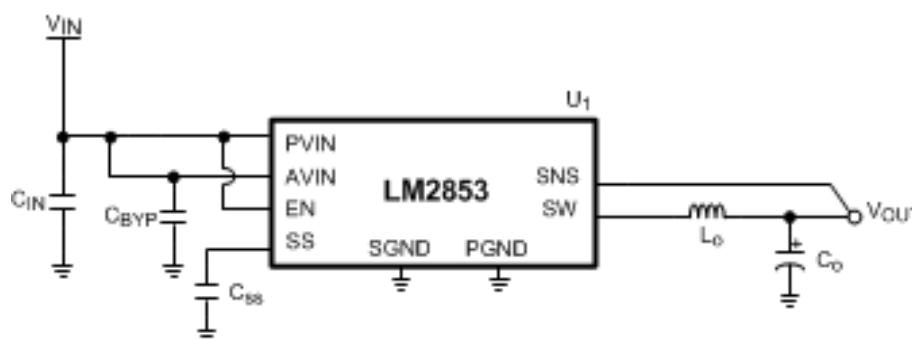 VIN
U1
PVIN
AVIN
EN
SS
LM2853
SNS
SW
SGND
PGND
CIN
CBYP
Css
Lo
Co
VOUT
+